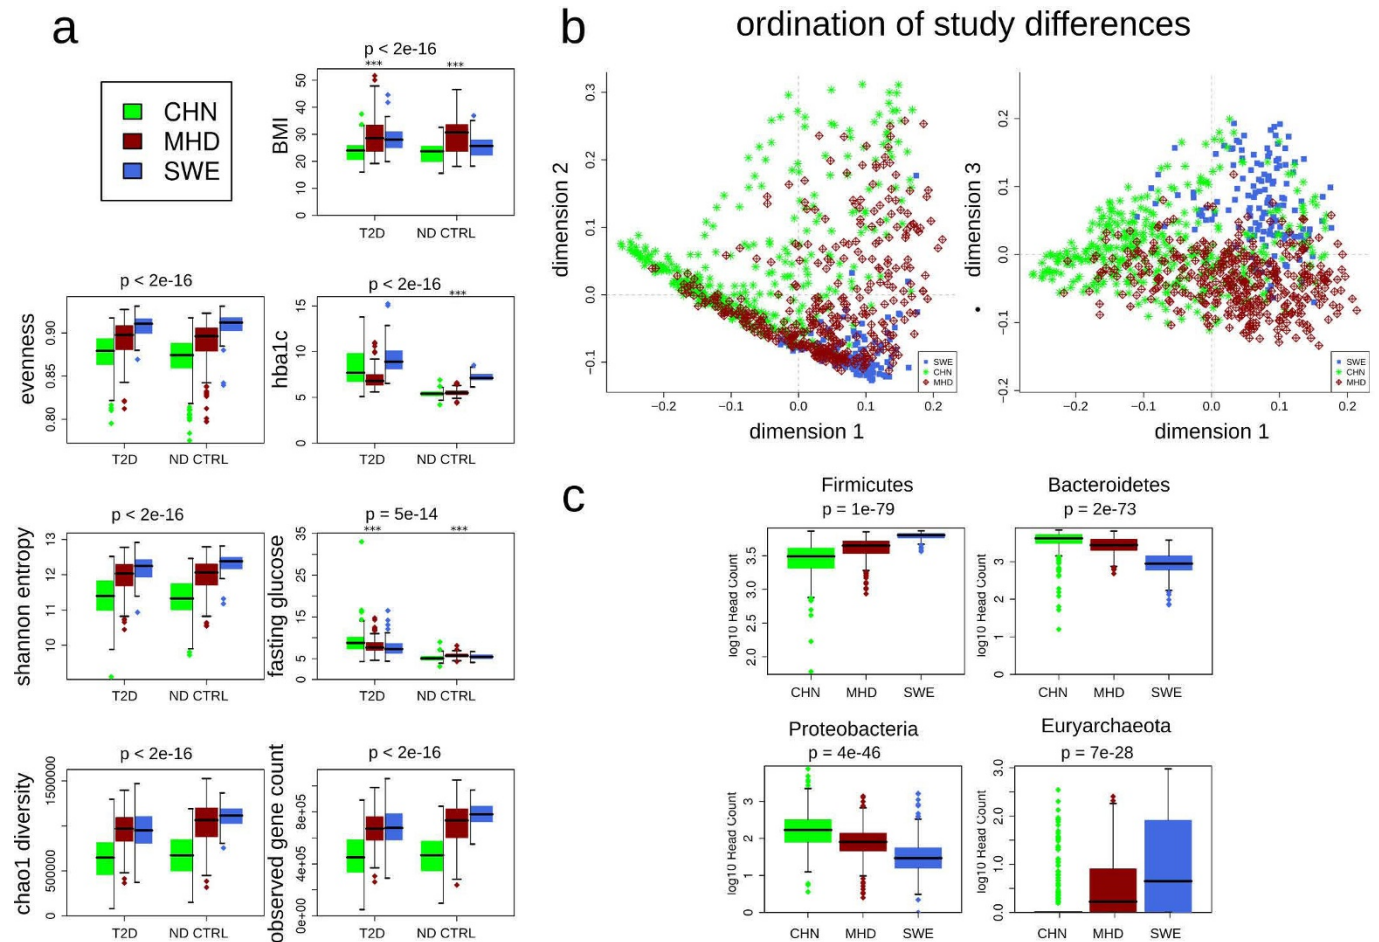 a
CHN
MHD
SWE
p < 2e-16
*** ***
BMI
0 10 20 30 40 50
T2D ND CTRL
p < 2e-16
evenness
0.80 0.85 0.90
T2D ND CTRL
p < 2e-16
***
hba1c
0 5 10 15
T2D ND CTRL
p < 2e-16
shannon entropy
10 11 12 13
T2D ND CTRL
p = 5e-14
*** ***
fasting glucose
0 5 15 25 35
T2D ND CTRL
p < 2e-16
chao1 diversity
0 500000 1500000
T2D ND CTRL
p < 2e-16
observed gene count
0e+00 4e+05 8e+05
T2D ND CTRL
b
ordination of study differences
dimension 2
−0.1 0.0 0.1 0.2 0.3
−0.2 −0.1 0.0 0.1 0.2
dimension 1
SWE
CHN
MHD
dimension 3
−0.2 −0.1 0.0 0.1 0.2
−0.2 −0.1 0.0 0.1 0.2
dimension 1
SWE
CHN
MHD
c
Firmicutes
p = 1e-79
log10 Read Count
2.0 2.5 3.0 3.5
CHN MHD SWE
Bacteroidetes
p = 2e-73
log10 Read Count
0 1 2 3
CHN MHD SWE
Proteobacteria
p = 4e-46
log10 Read Count
0 1 2 3
CHN MHD SWE
Euryarchaeota
p = 7e-28
log10 Read Count
0.0 1.0 2.0 3.0
CHN MHD SWE